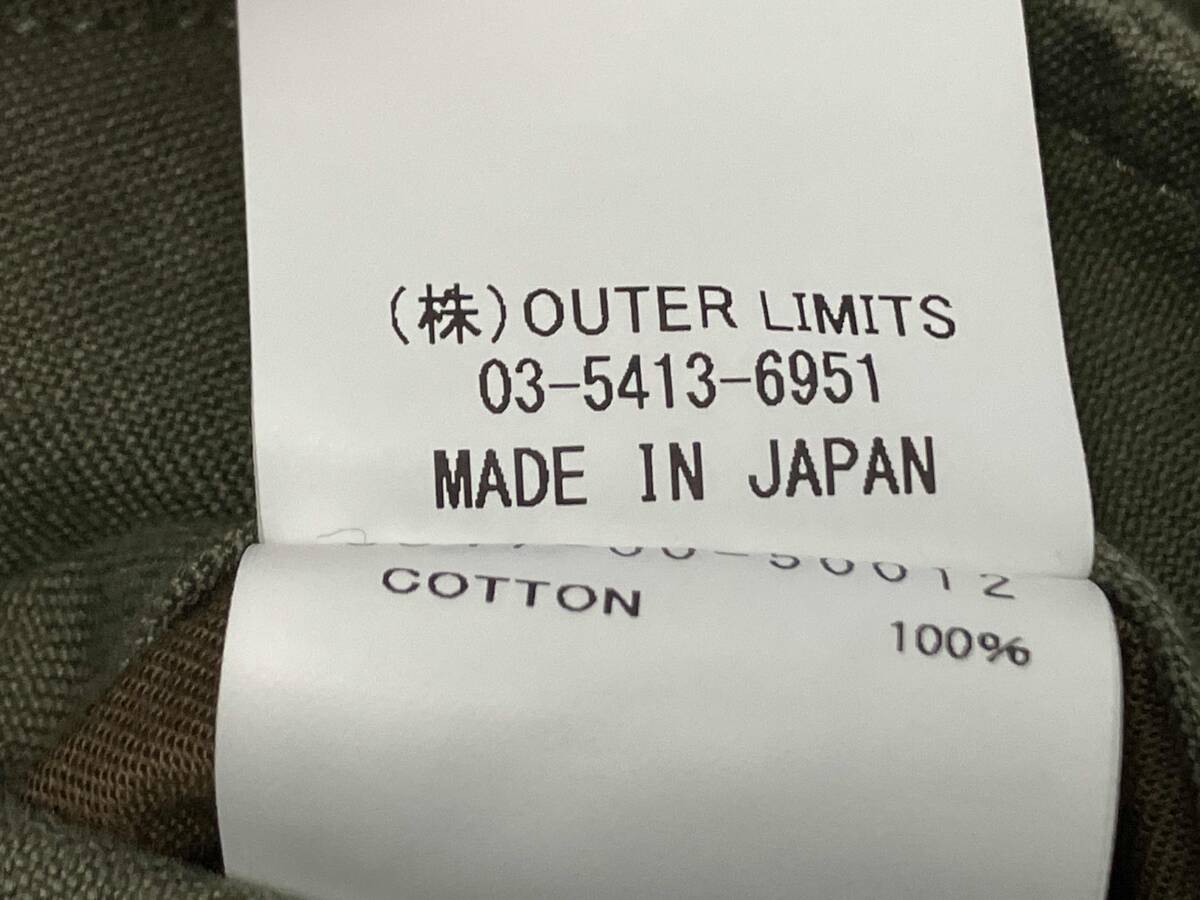 (株)OUTER LIMITS
03-5413-6951
MADE IN JAPAN
COTTON
100%